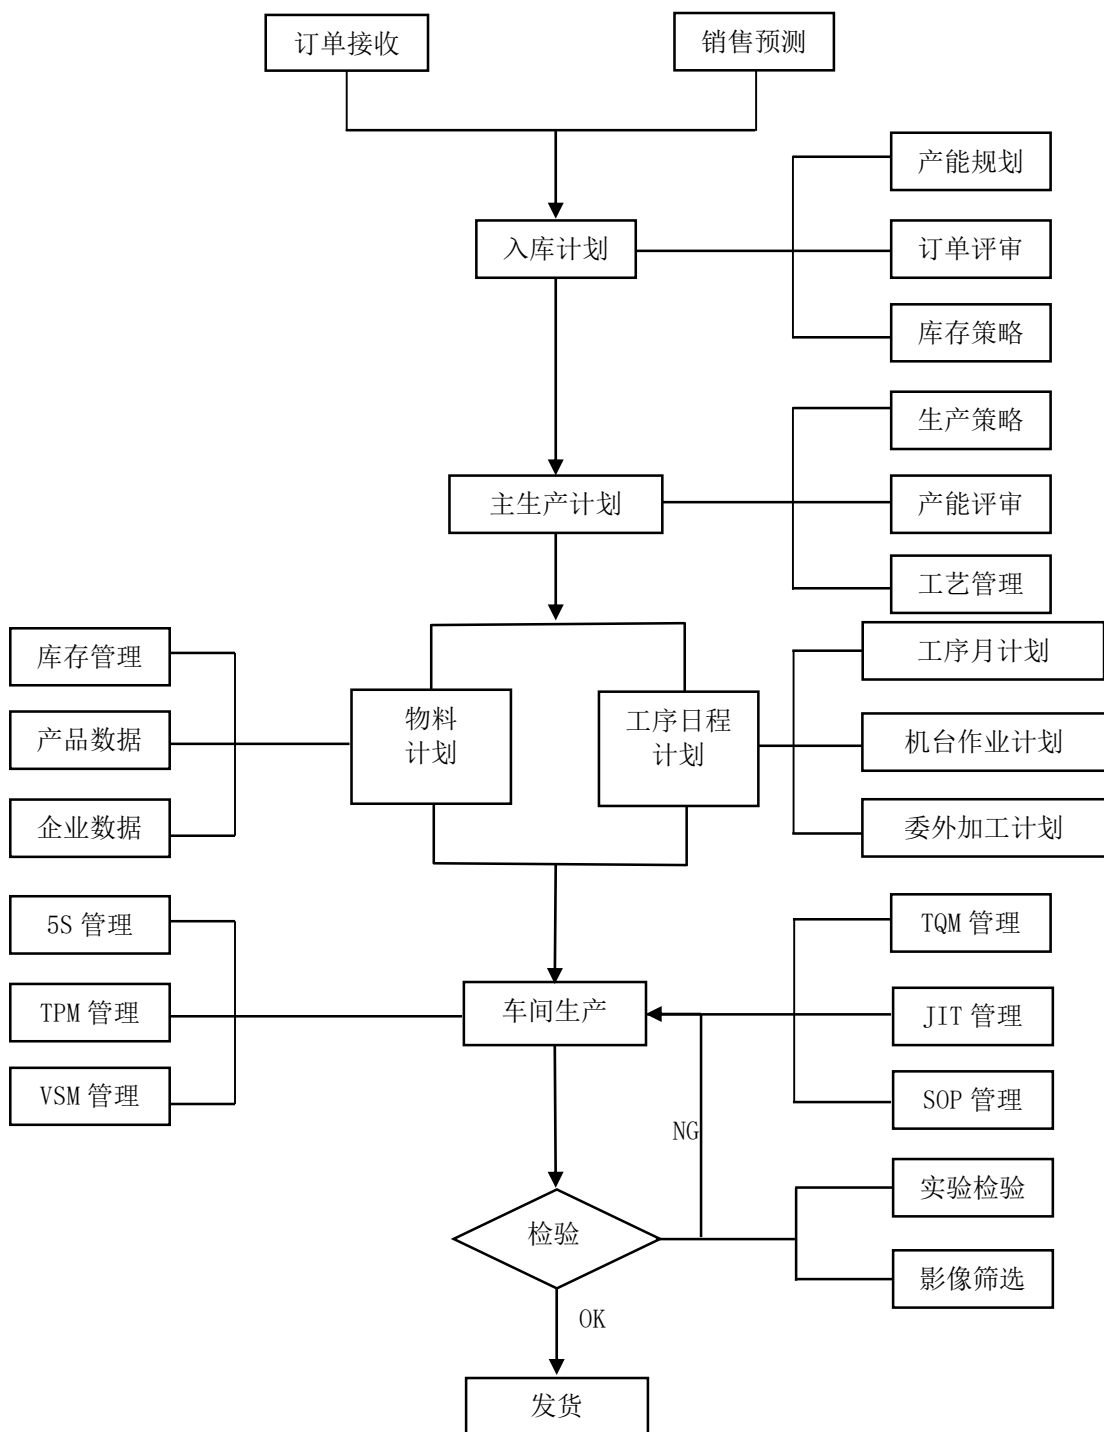 订单接收
销售预测
产能规划
入库计划
订单评审
库存策略
生产策略
主生产计划
产能评审
工艺管理
库存管理
工序月计划
物料
计划
工序日程
计划
产品数据
机台作业计划
企业数据
委外加工计划
5S 管理
TQM 管理
TPM 管理
车间生产
JIT 管理
VSM 管理
SOP 管理
NG
实验检验
检验
影像筛选
OK
发货